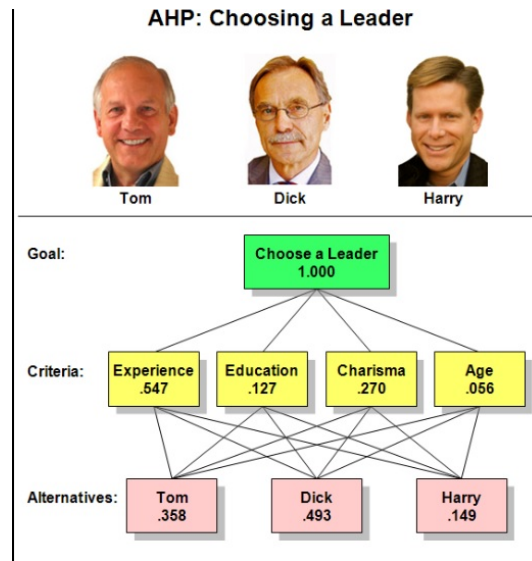 AHP: Choosing a Leader
Tom Dick Harry
Goal:
Choose a Leader
1.000
Criteria:
Experience Education Charisma Age
.547 .127 .270 .056
Alternatives:
Tom Dick Harry
.358 .493 .149